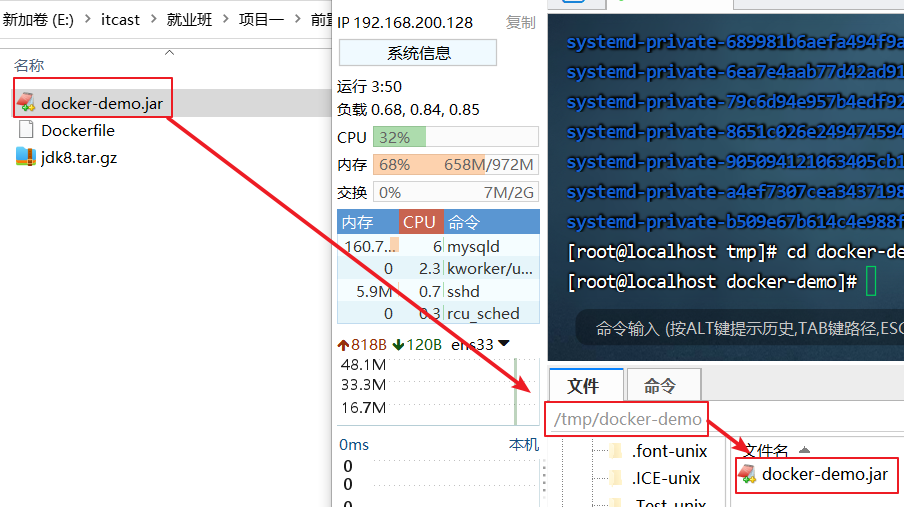 新加卷 (E:) > itcast > 就业班 > 项目一 > 前置
名称
docker-demo.jar
Dockerfile
jdk8.tar.gz
IP 192.168.200.128 复制
系统信息
运行 3:50
负载 0.68, 0.84, 0.85
CPU 32%
内存 68% 658M/972M
交换 0% 7M/2G
内存 CPU 命令
160.7... 6 mysqld
0 2.3 kworker/u...
5.9M 0.7 sshd
0 0.3 rcu_sched
818B 120B ens33
48.1M
33.3M
16.7M
0ms 本机
0
0
0
systemd-private-689981b6aefa494f9a
systemd-private-6ea7e4aab77d42ad91
systemd-private-79c6d94e957b4edf92
systemd-private-8651c026e249474594
systemd-private-905094121063405cb1
systemd-private-a4ef7307cea3437198
systemd-private-b509e67b614c4e988f
[root@localhost tmp]# cd docker-de
[root@localhost docker-demo]#
命令输入 (按ALT键提示历史,TAB键路径,ESC
文件 命令
/tmp/docker-demo
.font-unix
.ICE-unix
.Test-unix
文件名
docker-demo.jar